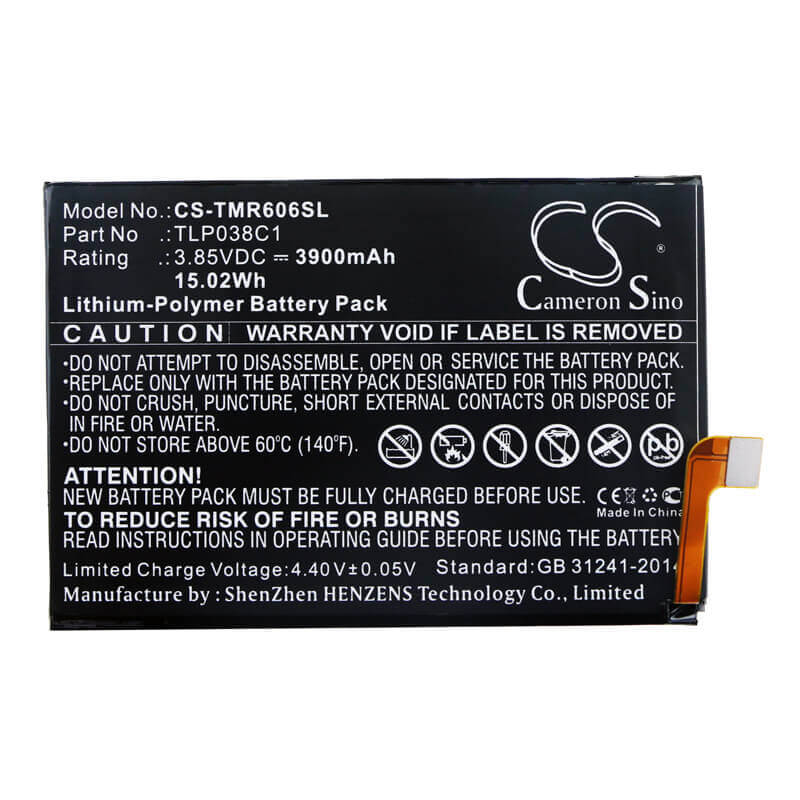 Model No.:CS-TMR606SL
Part No :TLP038C1
Rating :3.85VDC ⎓ 3900mAh
15.02Wh
Lithium-Polymer Battery Pack
CS
®
Cameron Sino
CAUTION WARRANTY VOID IF LABEL IS REMOVED
•DO NOT ATTEMPT TO DISASSEMBLE, OPEN OR SERVICE THE BATTERY PACK.
•REPLACE ONLY WITH THE BATTERY PACK DESIGNATED FOR YOUR PRODUCT.
•DO NOT CRUSH, PUNCTURE, SHORT EXTERNAL CONTACTS OR DISPOSE OF
IN FIRE OR WATER.
•DO NOT STORE ABOVE 60°C (140°F).
Pb
ATTENTION!
NEW BATTERY PACK MUST BE FULLY CHARGED BEFORE USE.
TO REDUCE RISK OF FIRE OR BURNS
READ INSTRUCTIONS IN OPERATING GUIDE BEFORE INSTALLING BATTERY.
CE
Made In China
Limited Charge Voltage:4.40V±0.05V Standard:GB 31241-2014
Manufacture by:ShenZhen HENZENS CO., Limited